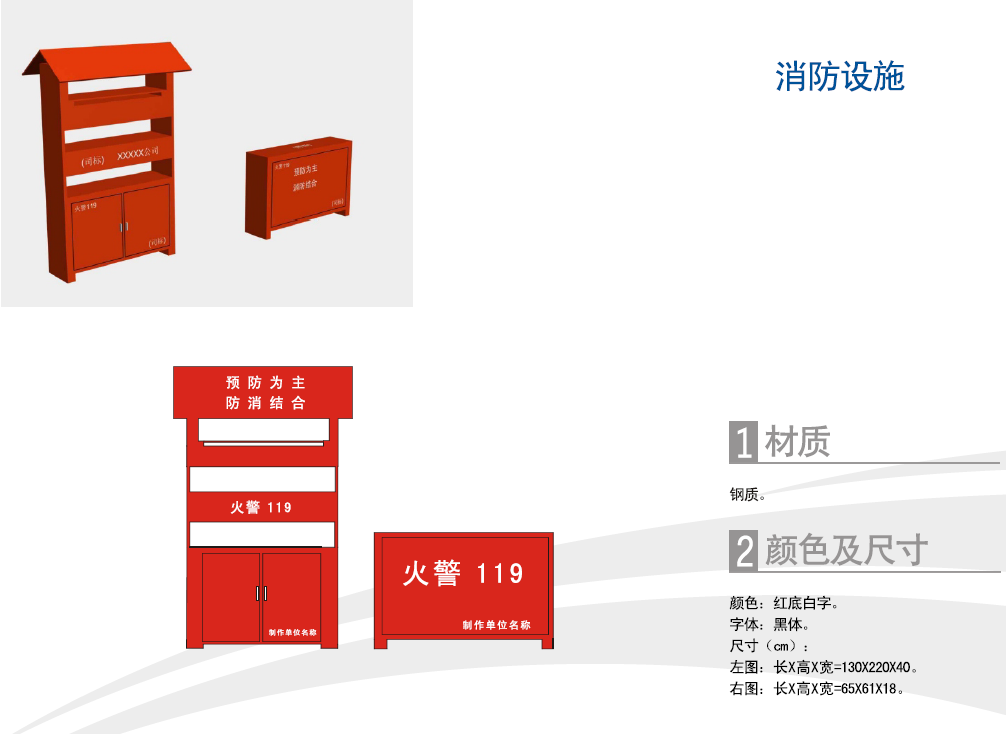 消防设施
(司标) XXXXX公司
火警119
(司标)
火警119
预防为主
消防结合
(司标)
预防为主
防消结合
火警 119
制作单位名称
火警 119
制作单位名称
1 材质
钢质。
2 颜色及尺寸
颜色：红底白字。
字体：黑体。
尺寸（cm）：
左图：长X高X宽=130X220X40。
右图：长X高X宽=65X61X18。